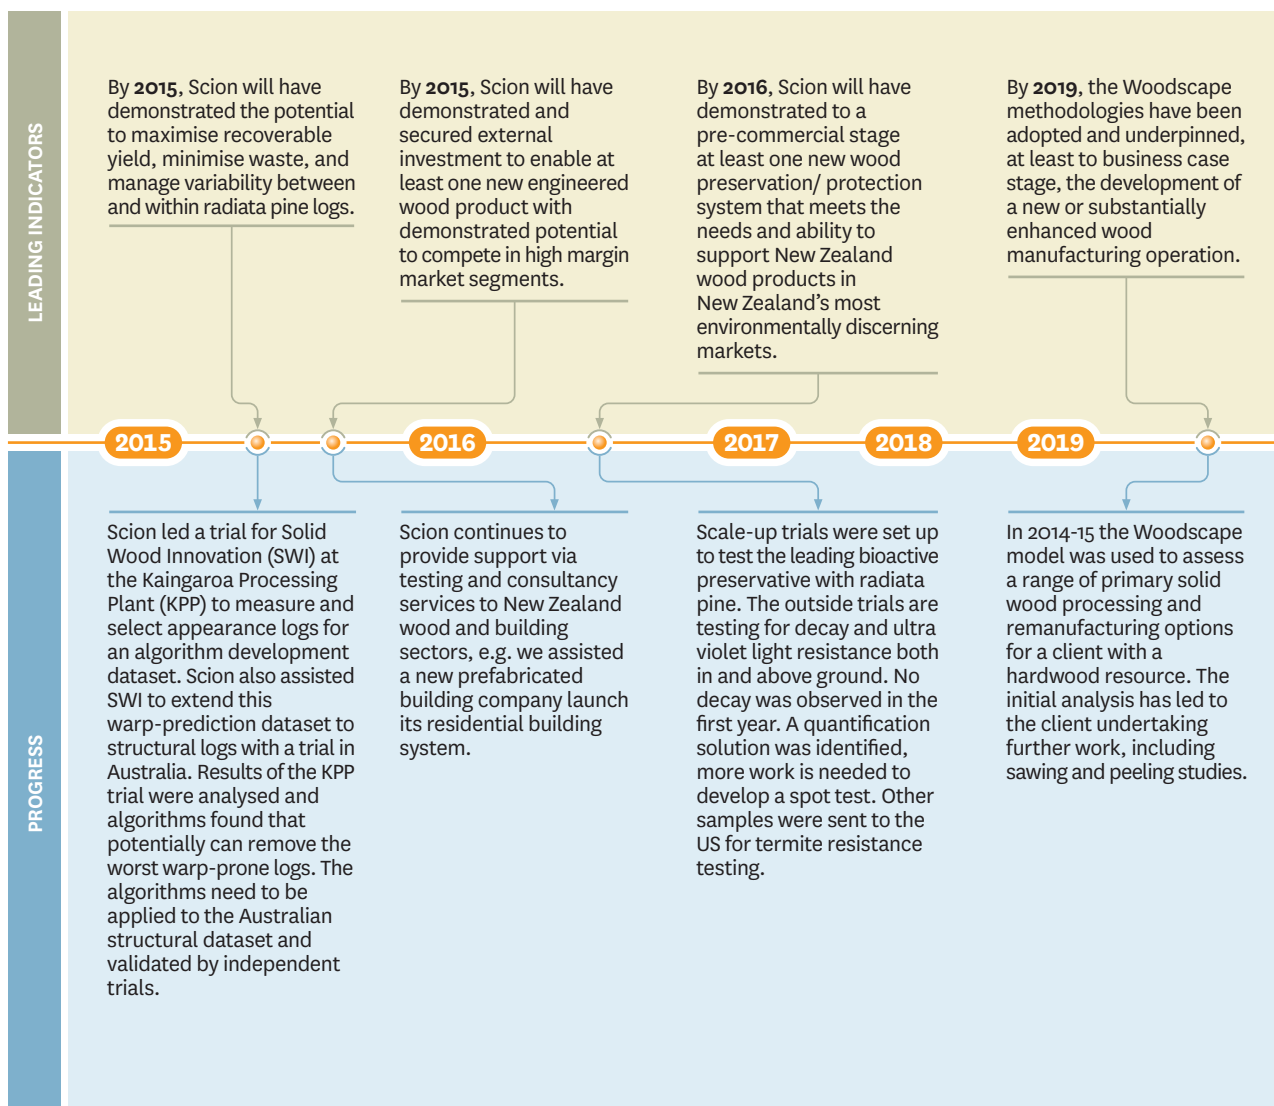 LEADING INDICATORS
By 2015, Scion will have
demonstrated the potential
to maximise recoverable
yield, minimise waste, and
manage variability between
and within radiata pine logs.
By 2015, Scion will have
demonstrated and
secured external
investment to enable at
least one new engineered
wood product with
demonstrated potential
to compete in high margin
market segments.
By 2016, Scion will have
demonstrated to a
pre-commercial stage
at least one new wood
preservation/ protection
system that meets the
needs and ability to
support New Zealand
wood products in
New Zealand's most
environmentally discerning
markets.
By 2019, the Woodscape
methodologies have been
adopted and underpinned,
at least to business case
stage, the development of
a new or substantially
enhanced wood
manufacturing operation.
2015
2016
2017
2018
2019
PROGRESS
Scion led a trial for Solid
Wood Innovation (SWI) at
the Kaingaroa Processing
Plant (KPP) to measure and
select appearance logs for
an algorithm development
dataset. Scion also assisted
SWI to extend this
warp-prediction dataset to
structural logs with a trial in
Australia. Results of the KPP
trial were analysed and
algorithms found that
potentially can remove the
worst warp-prone logs. The
algorithms need to be
applied to the Australian
structural dataset and
validated by independent
trials.
Scion continues to
provide support via
testing and consultancy
services to New Zealand
wood and building
sectors, e.g. we assisted
a new prefabricated
building company launch
its residential building
system.
Scale-up trials were set up
to test the leading bioactive
preservative with radiata
pine. The outside trials are
testing for decay and ultra
violet light resistance both
in and above ground. No
decay was observed in the
first year. A quantification
solution was identified,
more work is needed to
develop a spot test. Other
samples were sent to the
US for termite resistance
testing.
In 2014-15 the Woodscape
model was used to assess
a range of primary solid
wood processing and
remanufacturing options
for a client with a
hardwood resource. The
initial analysis has led to
the client undertaking
further work, including
sawing and peeling studies.